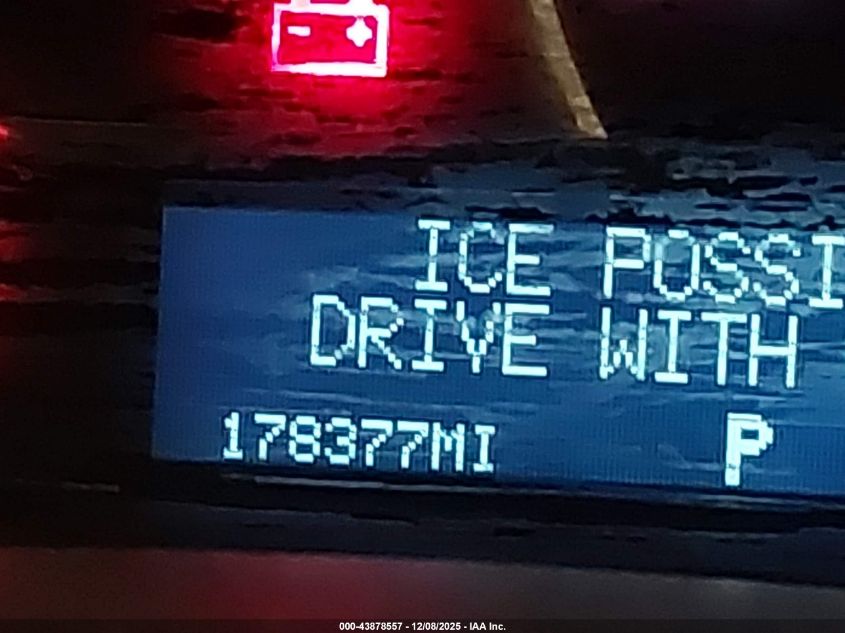 ICE POSSI
DRIVE WITH
178377MI P
000-43878557 - 12/08/2025 - IAA Inc.